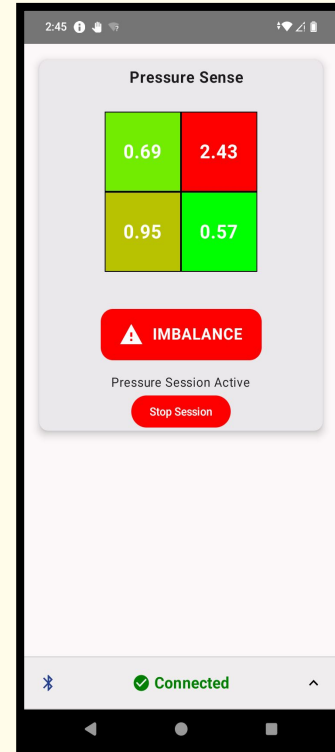 2:45
Pressure Sense
0.69 2.43
0.95 0.57
IMBALANCE
Pressure Session Active
Stop Session
Connected